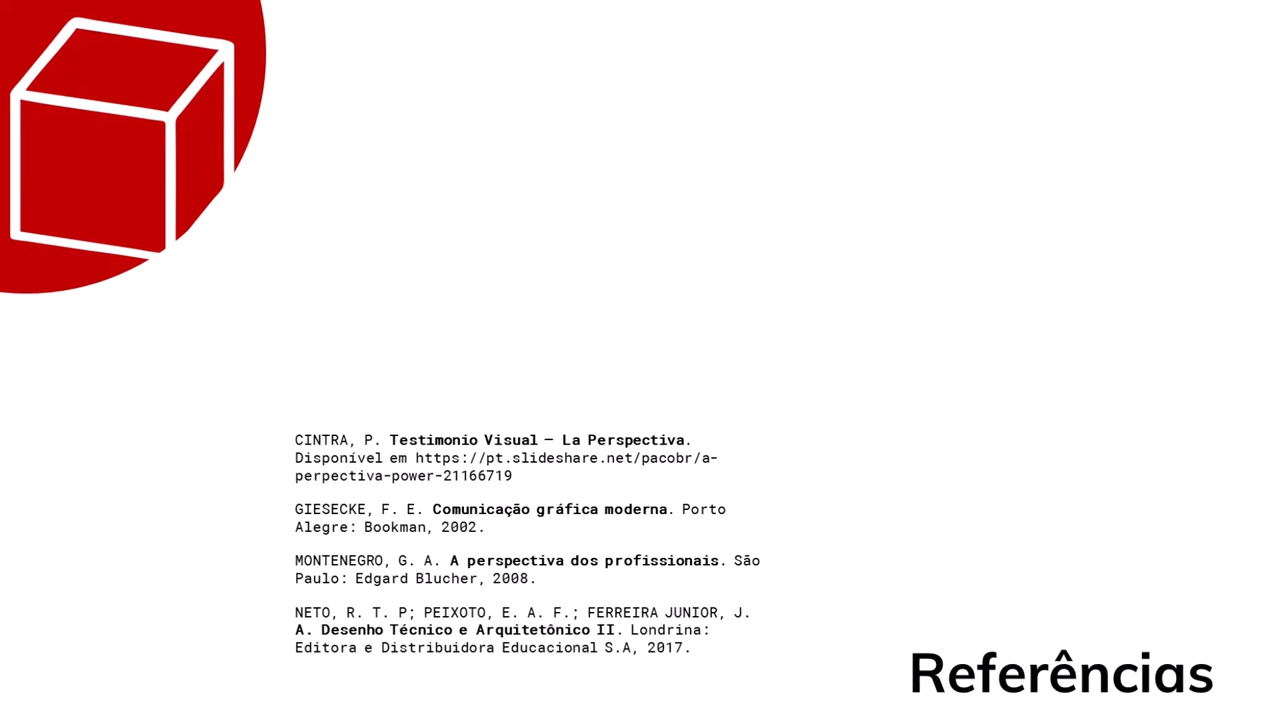 CINTRA, P. Testimonio Visual – La Perspectiva.
Disponível em https://pt.slideshare.net/pacobr/a-
perpectiva-power-21166719
GIESECKE, F. E. Comunicação gráfica moderna. Porto
Alegre: Bookman, 2002.
MONTENEGRO, G. A. A perspectiva dos profissionais. São
Paulo: Edgard Blucher, 2008.
NETO, R. T. P; PEIXOTO, E. A. F.; FERREIRA JUNIOR, J.
A. Desenho Técnico e Arquitetônico II. Londrina:
Editora e Distribuidora Educacional S.A, 2017.
Referências